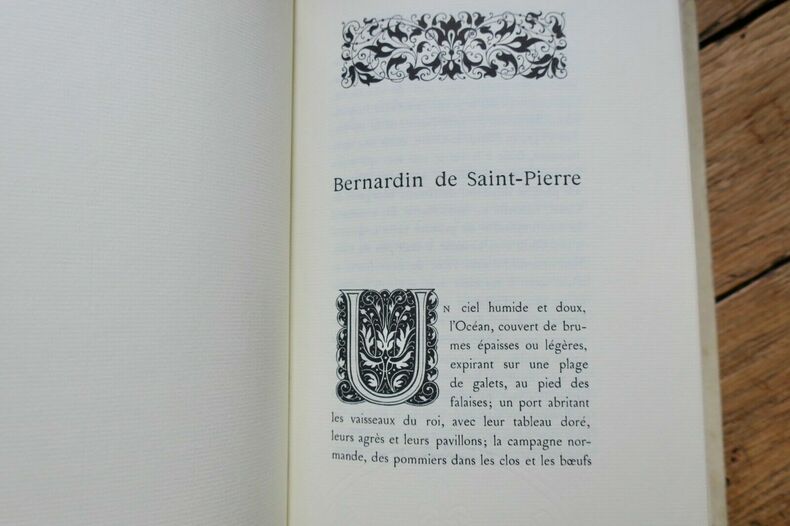 Bernardin de Saint-Pierre
UN ciel humide et doux,
l'Océan, couvert de bru-
mes épaisses ou légères,
expirant sur une plage
de galets, au pied des
falaises; un port abritant
les vaisseaux du roi, avec leur tableau doré,
leurs agrès et leurs pavillons; la campagne nor-
mande, des pommiers dans les clos et les bœufs